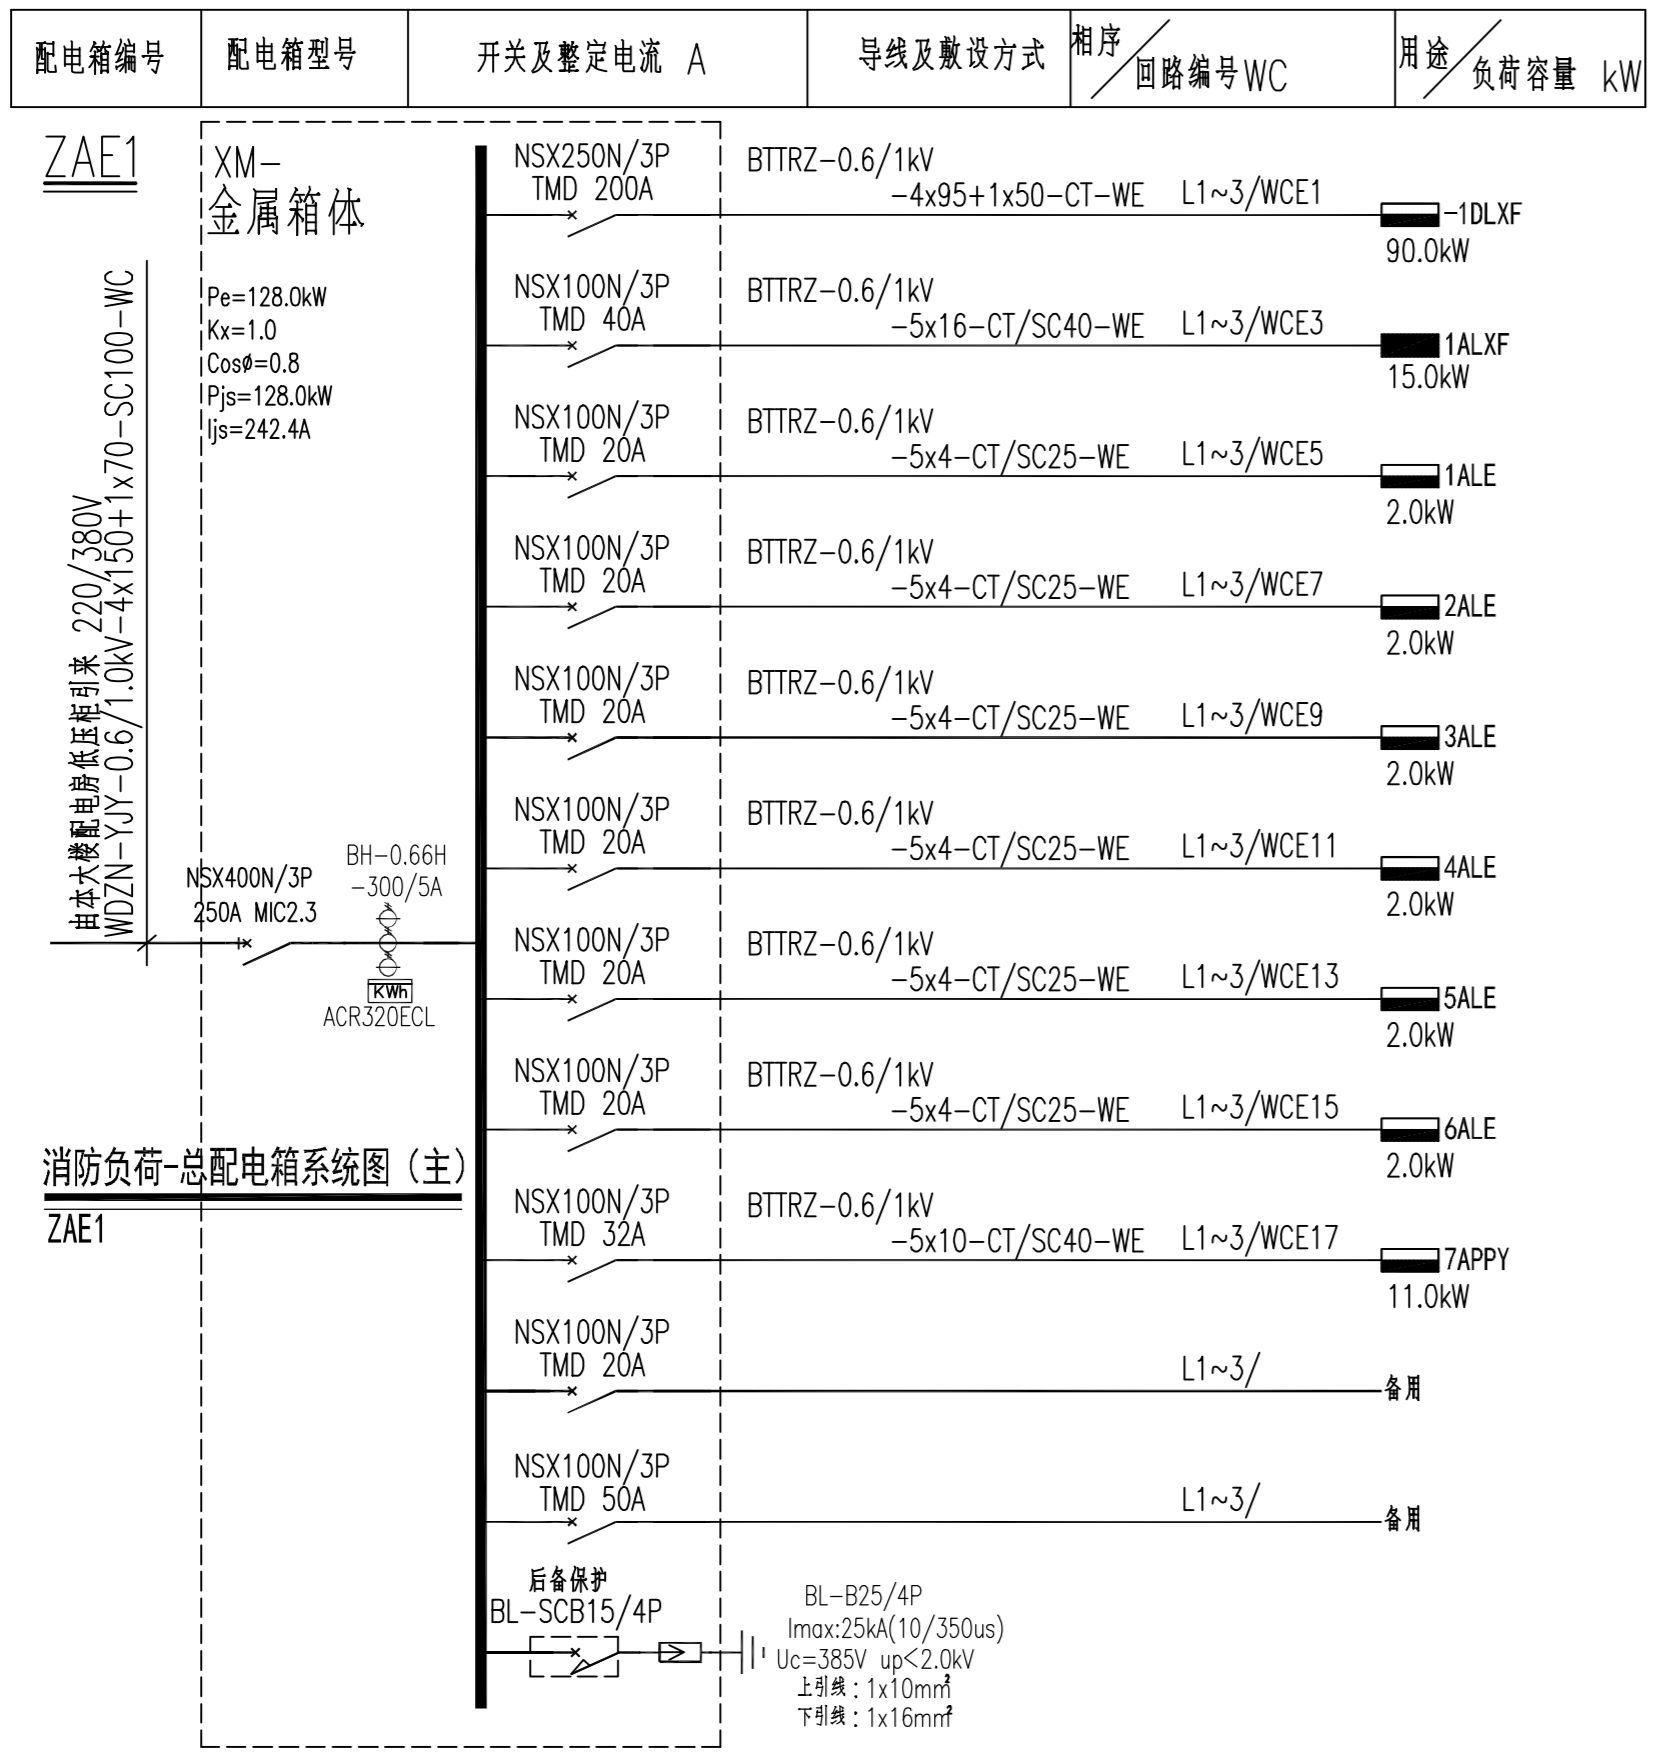 配电箱编号
配电箱型号
开关及整定电流 A
导线及敷设方式
相序/回路编号WC
用途/负荷容量 kW
ZAE1
XM-
金属箱体
Pe=128.0kW
Kx=1.0
Cosø=0.8
Pjs=128.0kW
Ijs=242.4A
由本大楼配电房低压柜引来 220/380V
WDZN-YJY-0.6/1.0kV-4x150+1x70-SC100-WC
NSX400N/3P
250A MIC2.3
BH-0.66H
-300/5A
KWh
ACR320ECL
消防负荷-总配电箱系统图（主）
ZAE1
NSX250N/3P
TMD 200A
BTTRZ-0.6/1kV
-4x95+1x50-CT-WE
L1~3/WCE1
-1DLXF
90.0kW
NSX100N/3P
TMD 40A
BTTRZ-0.6/1kV
-5x16-CT/SC40-WE
L1~3/WCE3
1ALXF
15.0kW
NSX100N/3P
TMD 20A
BTTRZ-0.6/1kV
-5x4-CT/SC25-WE
L1~3/WCE5
1ALE
2.0kW
NSX100N/3P
TMD 20A
BTTRZ-0.6/1kV
-5x4-CT/SC25-WE
L1~3/WCE7
2ALE
2.0kW
NSX100N/3P
TMD 20A
BTTRZ-0.6/1kV
-5x4-CT/SC25-WE
L1~3/WCE9
3ALE
2.0kW
NSX100N/3P
TMD 20A
BTTRZ-0.6/1kV
-5x4-CT/SC25-WE
L1~3/WCE11
4ALE
2.0kW
NSX100N/3P
TMD 20A
BTTRZ-0.6/1kV
-5x4-CT/SC25-WE
L1~3/WCE13
5ALE
2.0kW
NSX100N/3P
TMD 20A
BTTRZ-0.6/1kV
-5x4-CT/SC25-WE
L1~3/WCE15
6ALE
2.0kW
NSX100N/3P
TMD 32A
BTTRZ-0.6/1kV
-5x10-CT/SC40-WE
L1~3/WCE17
7APPY
11.0kW
NSX100N/3P
TMD 20A
L1~3/
备用
NSX100N/3P
TMD 50A
L1~3/
备用
后备保护
BL-SCB15/4P
BL-B25/4P
Imax:25kA(10/350us)
Uc=385V up<2.0kV
上引线：1x10mm²
下引线：1x16mm²